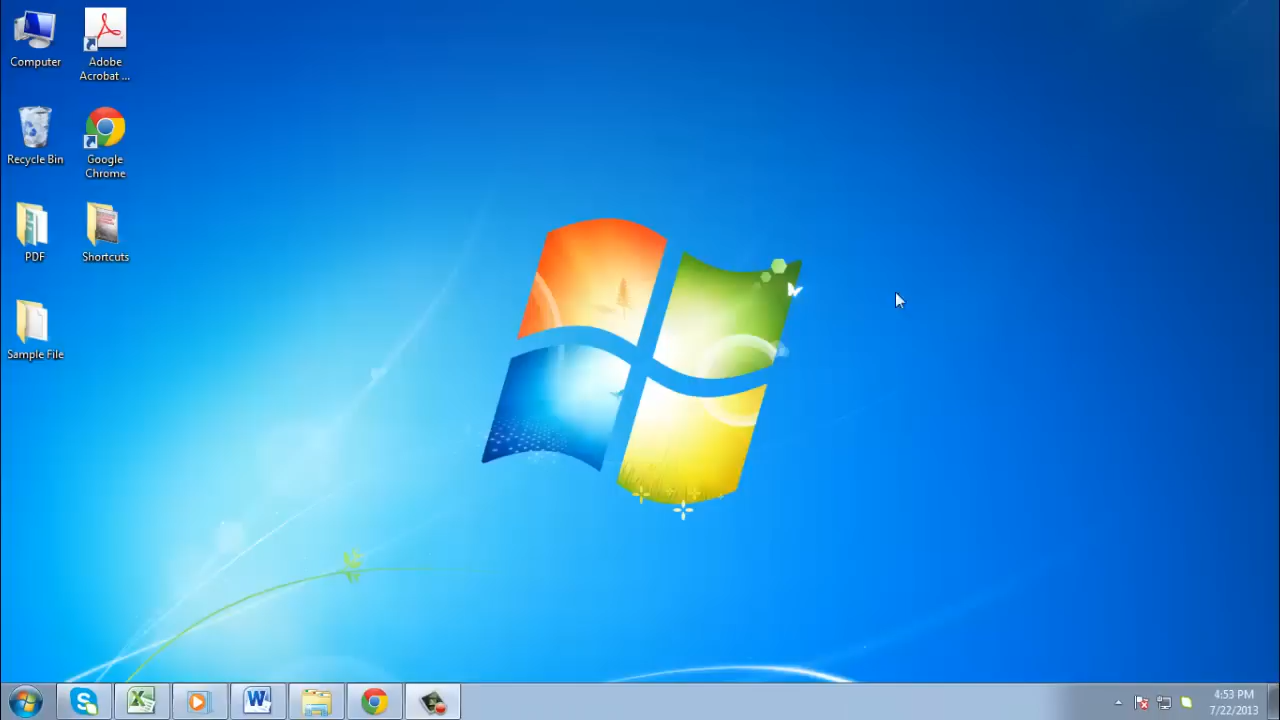 Computer
Adobe
Acrobat ...
Recycle Bin
Google
Chrome
PDF
Shortcuts
Sample File
4:53 PM
7/22/2013